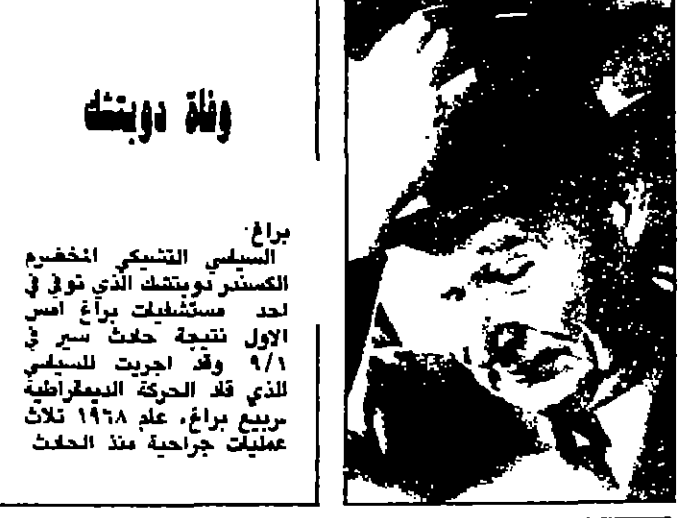 وفاة دوبتشك
براغ
السياسي التشيكي المخضرم
الكسندر دوبتشك الذي توفي في
احد مستشفيات براغ امس
الاول نتيجة حادث سير في
٩/١ وقد اجريت للسياسي
الذي قاد الحركة الديمقراطية
«ربيع براغ» عام ١٩٦٨ ثلاث
عمليات جراحية منذ الحادث